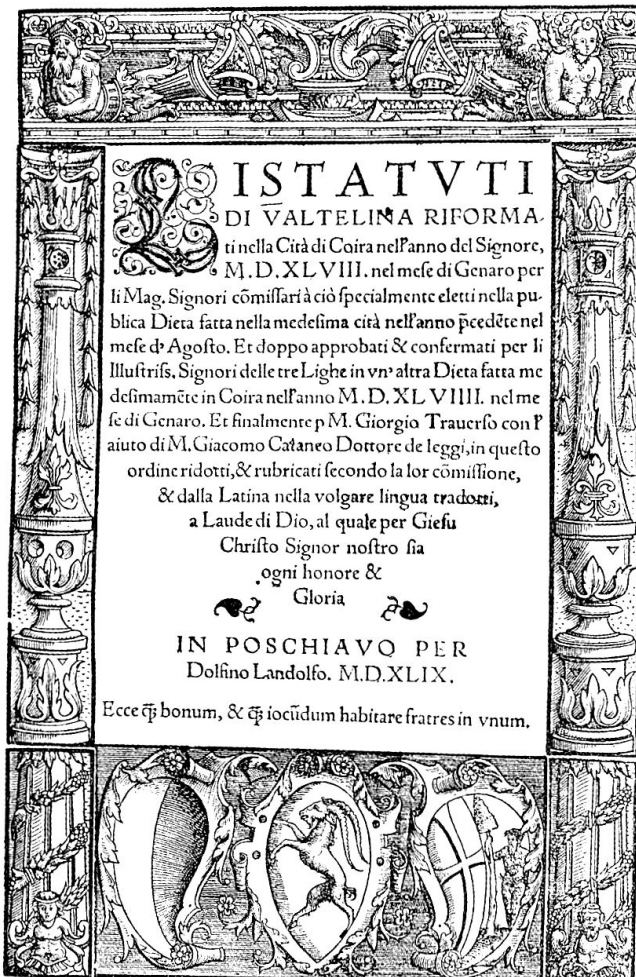 LI STATVTI
DI VALTELINA RIFORMA-
ti nella Cità di Coira nell'anno del Signore,
M.D.XLVIII. nel meſe di Genaro per
li Mag. Signori cõmiſſari à ciò ſpecialmente eletti nella pu-
blica Dieta fatta nella medeſima cità nell'anno p̄cedẽte nel
meſe d'Agoſto. Et doppo approbati & confermati per li
Illuſtriſs. Signori delle tre Lighe in vn'altra Dieta fatta me
deſimamẽte in Coira nell'anno M.D.XLVIIII. nel me
ſe di Genaro. Et finalmente p M. Giorgio Trauerſo con l'
aiuto di M. Giacomo Cataneo Dottore de leggi, in queſto
ordine ridotti, & rubricati ſecondo la lor cõmiſſione,
& dalla Latina nella volgare lingua tradotti,
a Laude di Dio, al quale per Gieſu
Chriſto Signor noſtro ſia
ogni honore &
Gloria
IN POSCHIAVO PER
Dolfino Landolfo. M.D.XLIX.
Ecce q̃ bonum, & q̃ iocũdum habitare fratres in vnum.